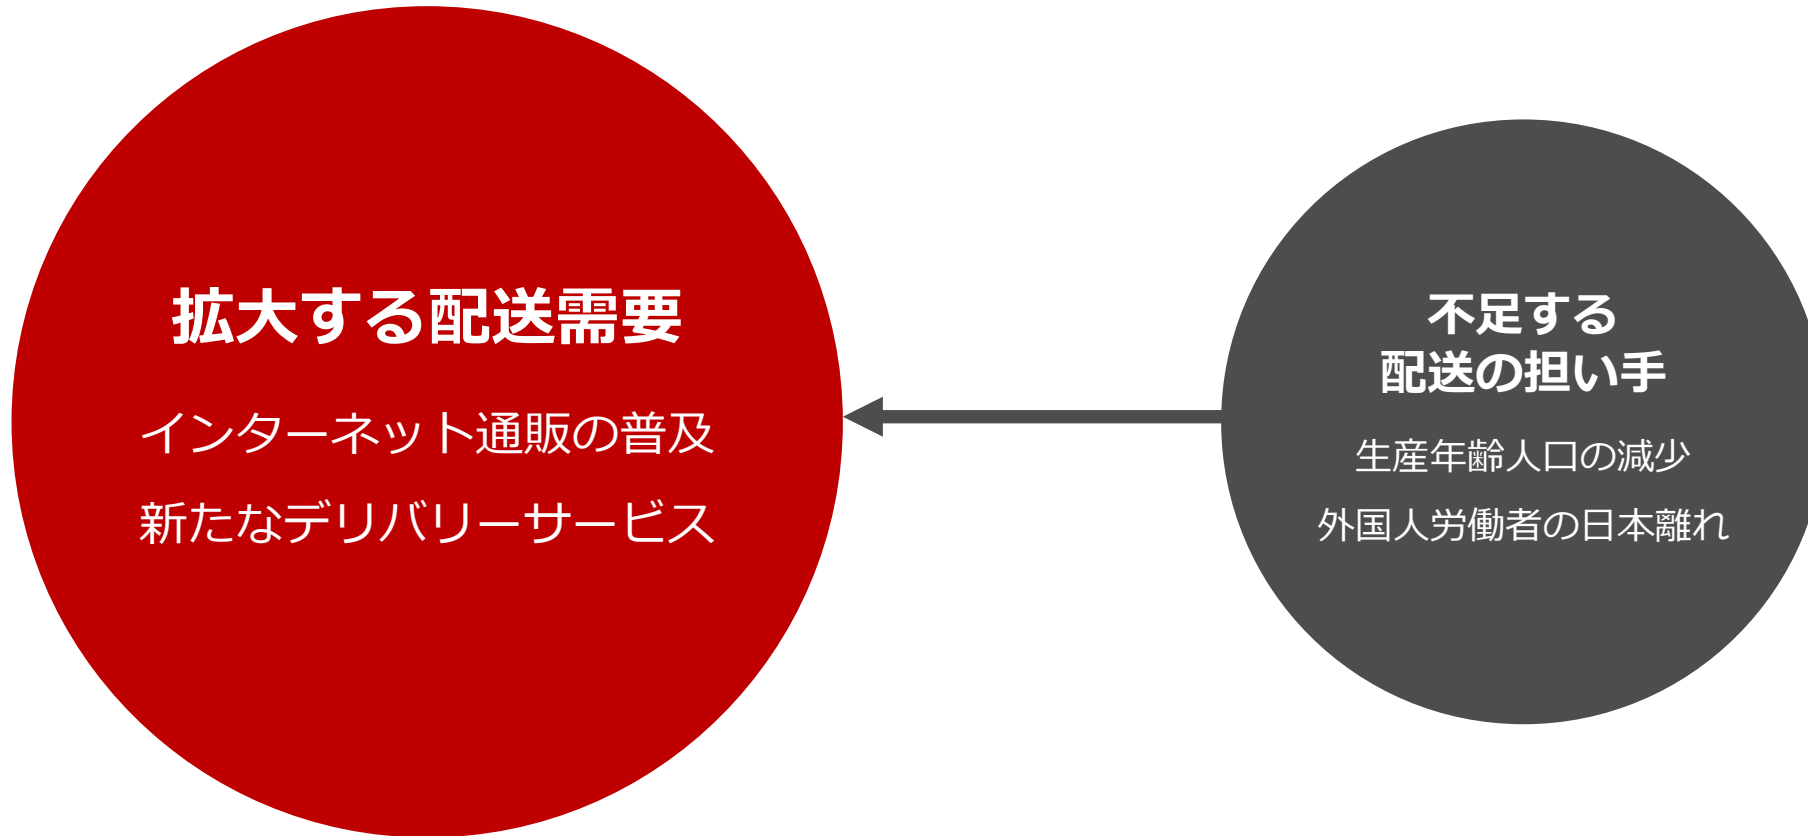 拡大する配送需要
インターネット通販の普及
新たなデリバリーサービス
不足する
配送の担い手
生産年齢人口の減少
外国人労働者の日本離れ